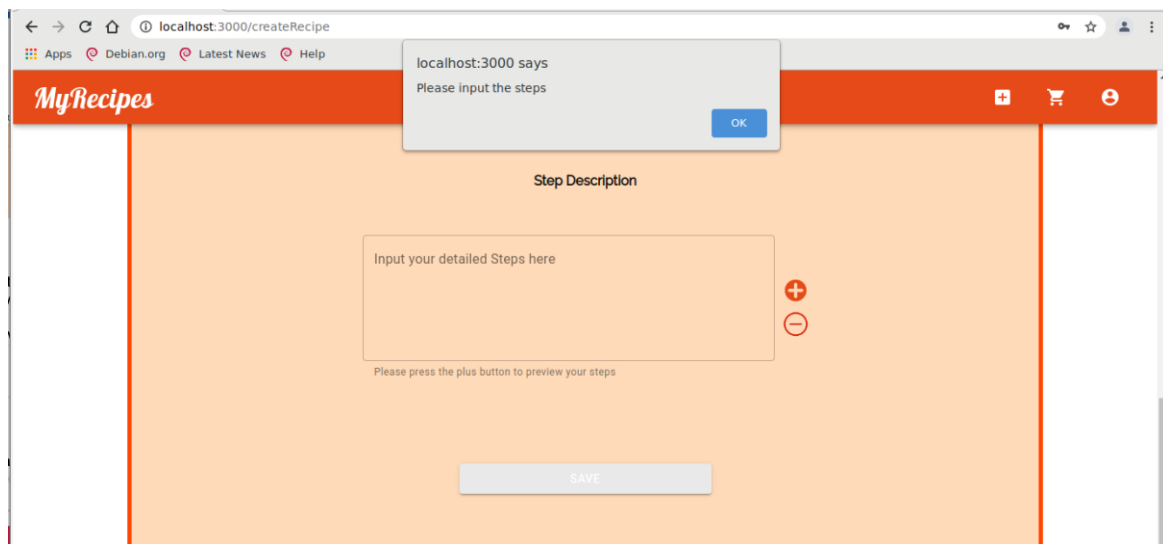 localhost:3000/createRecipe
Apps Debian.org Latest News Help
localhost:3000 says
Please input the steps
OK
MyRecipes
Step Description
Input your detailed Steps here
Please press the plus button to preview your steps
SAVE